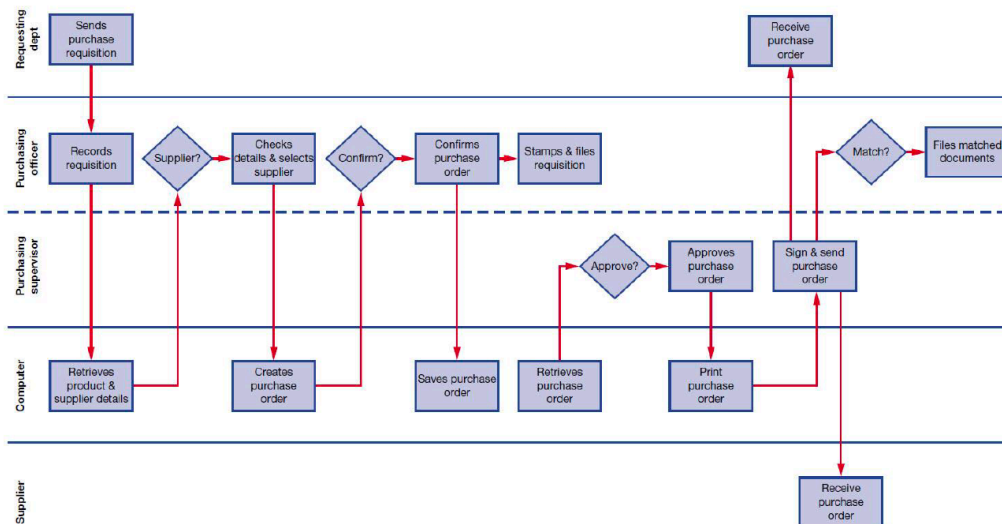 Requesting
dept
Sends
purchase
requisition
Receive
purchase
order
Purchasing
officer
Records
requisition
Supplier?
Checks
details & selects
supplier
Confirm?
Confirms
purchase
order
Stamps & files
requisition
Match?
Files matched
documents
Purchasing
supervisor
Approve?
Approves
purchase
order
Sign & send
purchase
order
Computer
Retrieves
product &
supplier details
Creates
purchase
order
Saves purchase
order
Retrieves
purchase
order
Print
purchase
order
Supplier
Receive
purchase
order